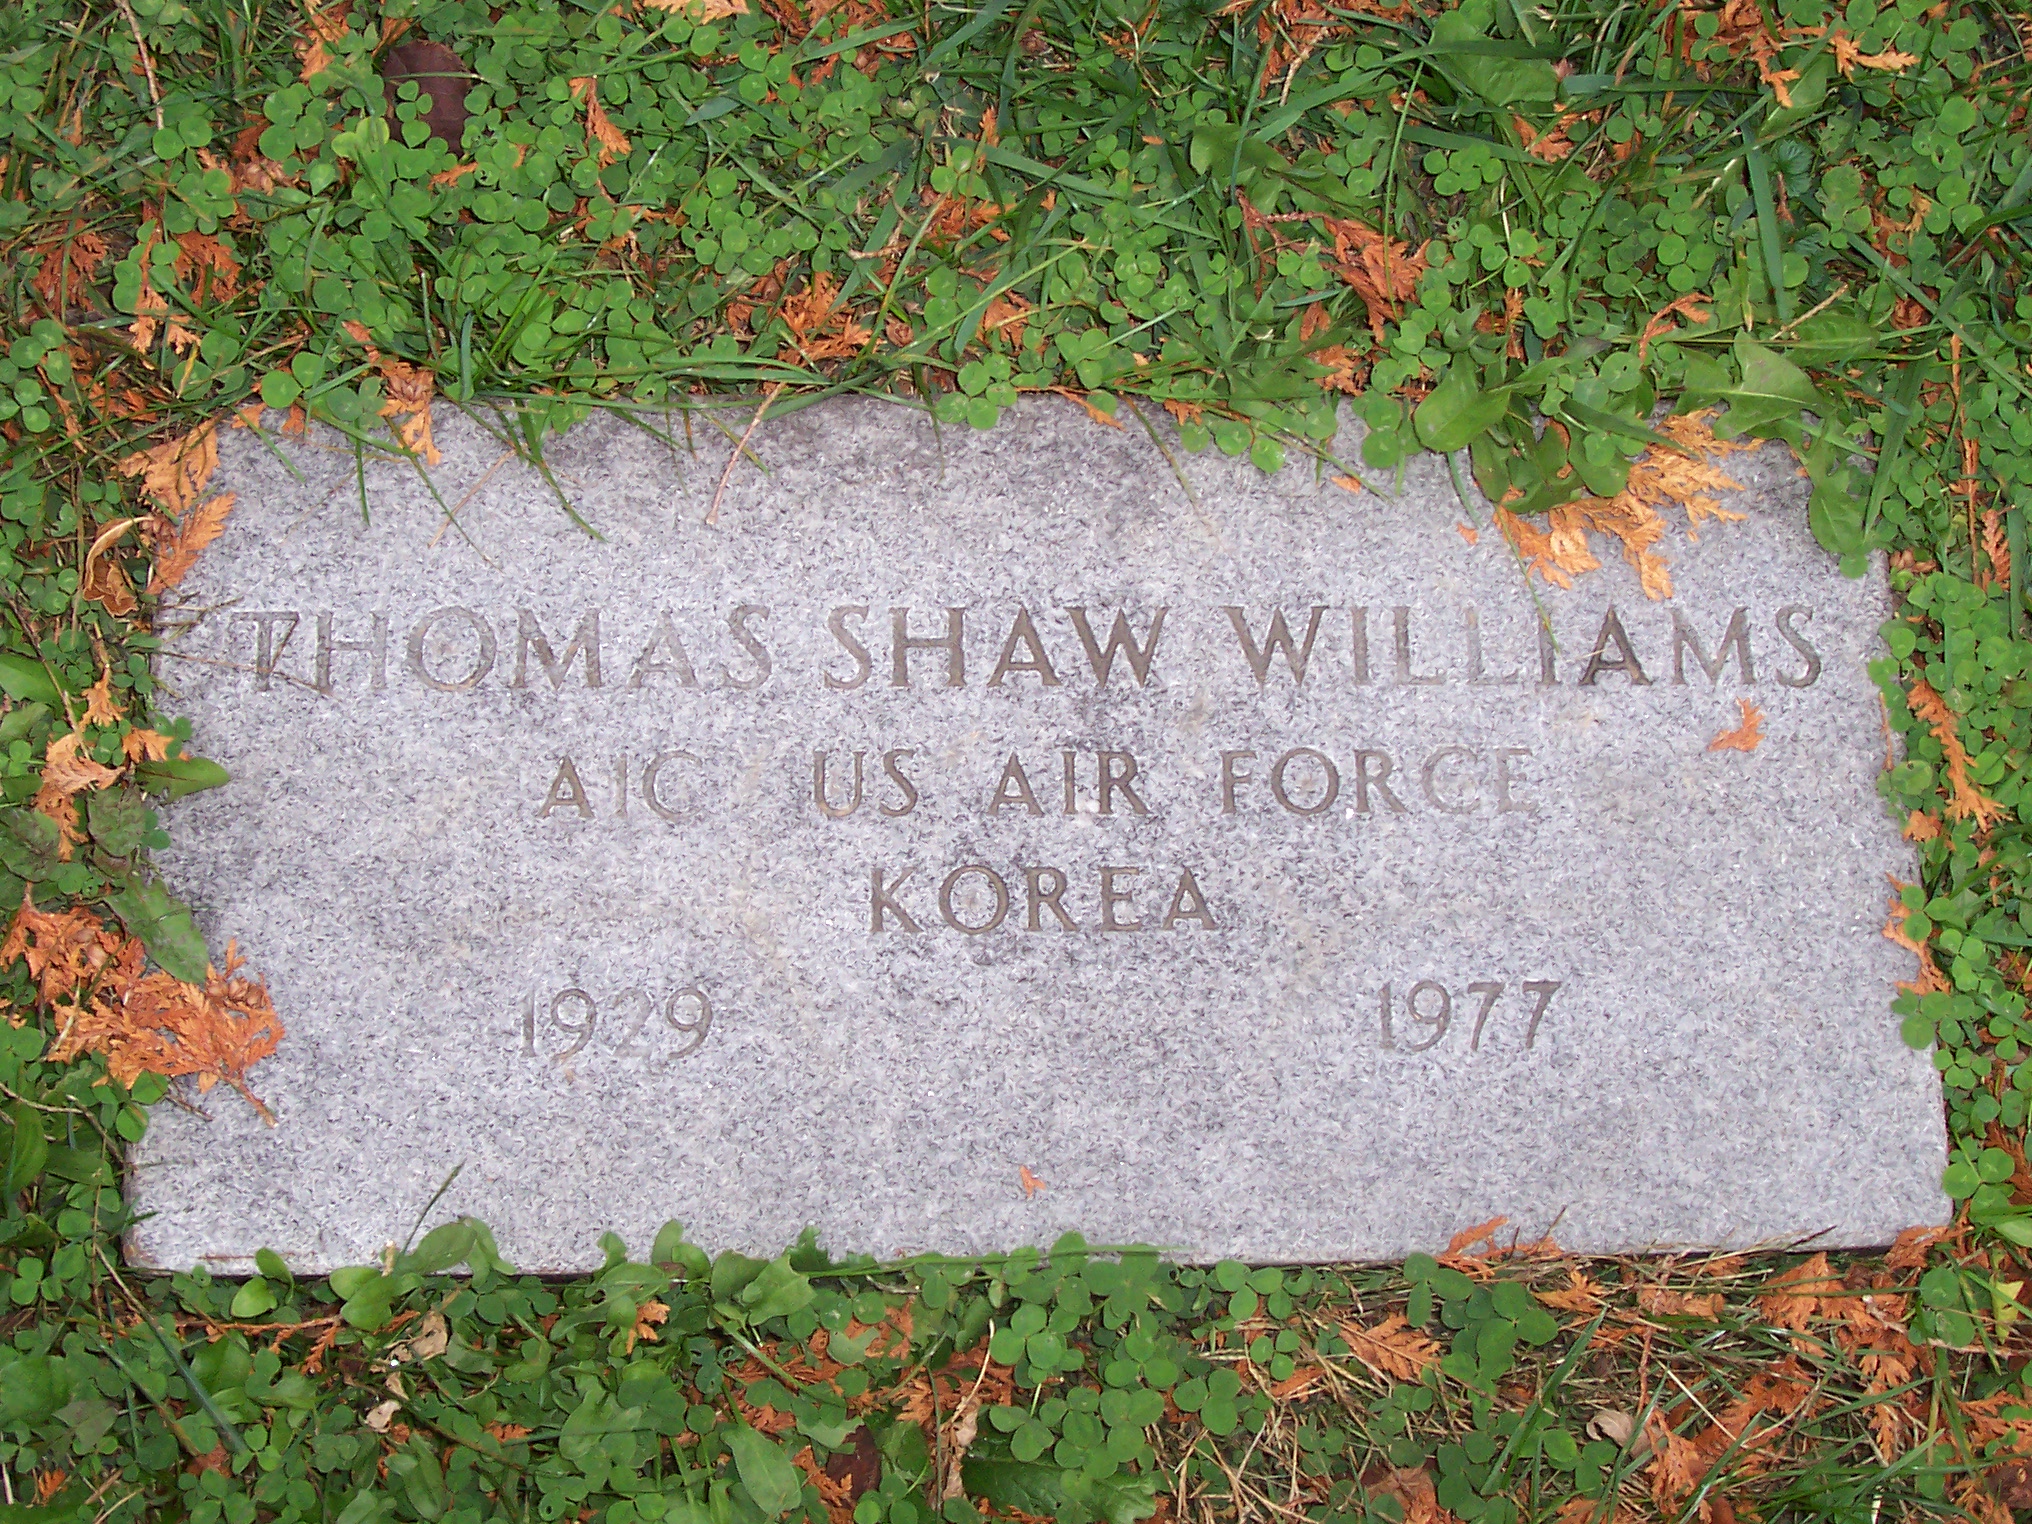 THOMAS SHAW WILLIAMS
A1C US AIR FORCE
KOREA
1929 1977